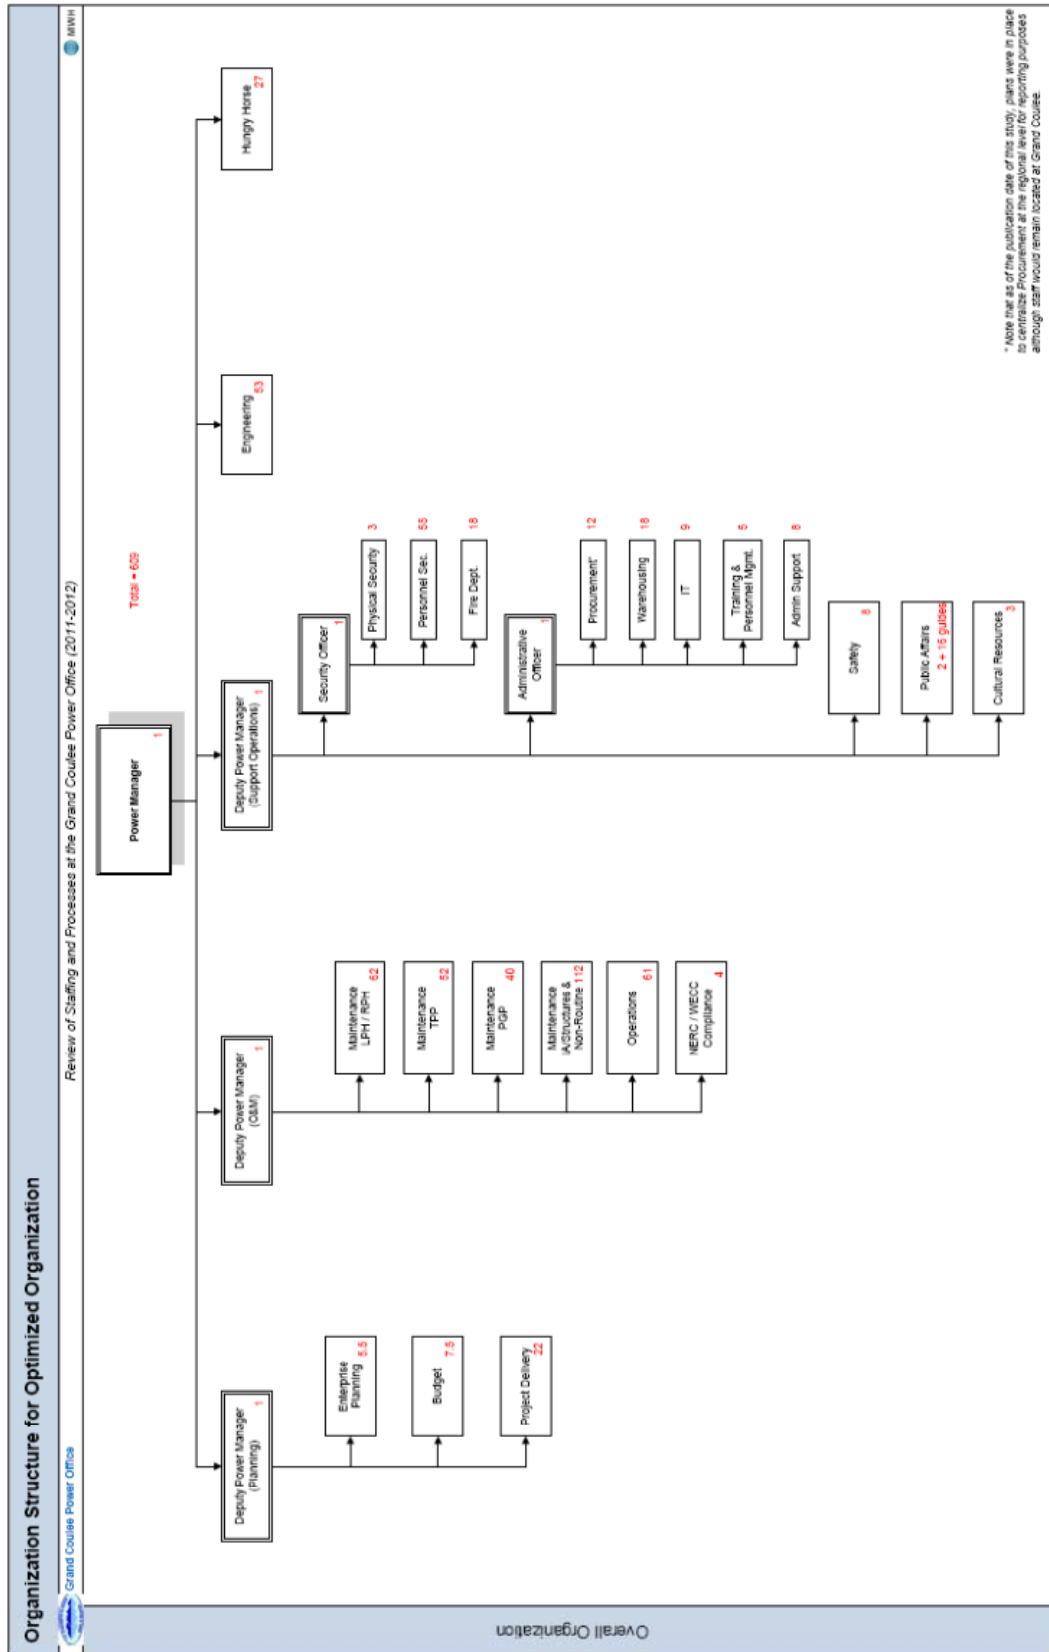 Organization Structure for Optimized Organization
Grand Coulee Power Office
Review of Staffing and Processes at the Grand Coulee Power Office (2011-2012)
MWH
Overall Organization
Total = 609
Power Manager
1
Deputy Power Manager
(Planning)
1
Enterprise
Planning
5.5
Budget
7.5
Project Delivery
22
Deputy Power Manager
(O&M)
1
Maintenance
LPH / RPH
62
Maintenance
TPP
52
Maintenance
PGP
40
Maintenance
IA/Structures &
Non-Routine
112
Operations
61
NERC / WECC
Compliance
4
Deputy Power Manager
(Support Operations)
1
Security Officer
1
Physical Security
3
Personnel Sec.
55
Fire Dept.
18
Administrative
Officer
1
Procurement*
12
Warehousing
18
IT
9
Training &
Personnel Mgmt.
5
Admin Support
8
Safety
Public Affairs
2 + 16 guides
Cultural Resources
3
Engineering
Hungry Horse
27
* Note that as of the publication date of this study, plans were in place
to centralize Procurement at the regional level for reporting purposes
although staff would remain located at Grand Coulee.